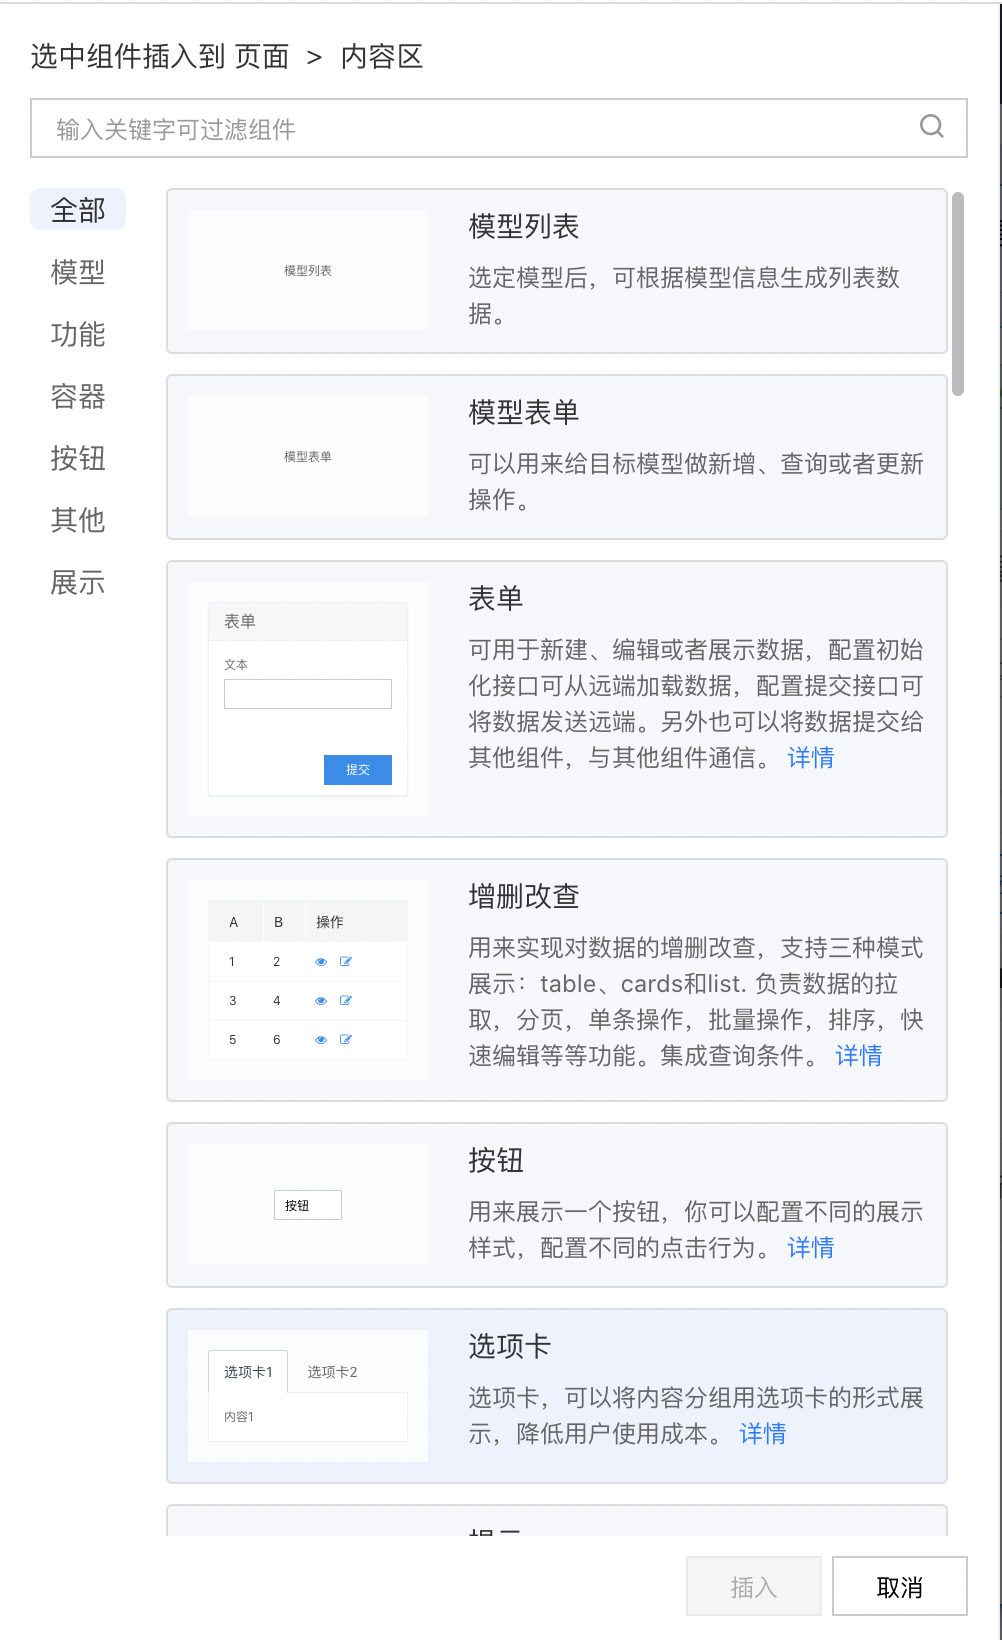 选中组件插入到 页面 > 内容区
输入关键字可过滤组件
全部
模型
功能
容器
按钮
其他
展示
模型列表
模型列表
选定模型后，可根据模型信息生成列表数
据。
模型表单
模型表单
可以用来给目标模型做新增、查询或者更新
操作。
表单
文本
提交
表单
可用于新建、编辑或者展示数据，配置初始
化接口可从远端加载数据，配置提交接口可
将数据发送远端。另外也可以将数据提交给
其他组件，与其他组件通信。 详情
A B 操作
1 2
3 4
5 6
增删改查
用来实现对数据的增删改查，支持三种模式
展示：table、cards和list. 负责数据的拉
取，分页，单条操作，批量操作，排序，快
速编辑等等功能。集成查询条件。 详情
按钮
按钮
用来展示一个按钮，你可以配置不同的展示
样式，配置不同的点击行为。 详情
选项卡1 选项卡2
内容1
选项卡
选项卡，可以将内容分组用选项卡的形式展
示，降低用户使用成本。 详情
插入 取消